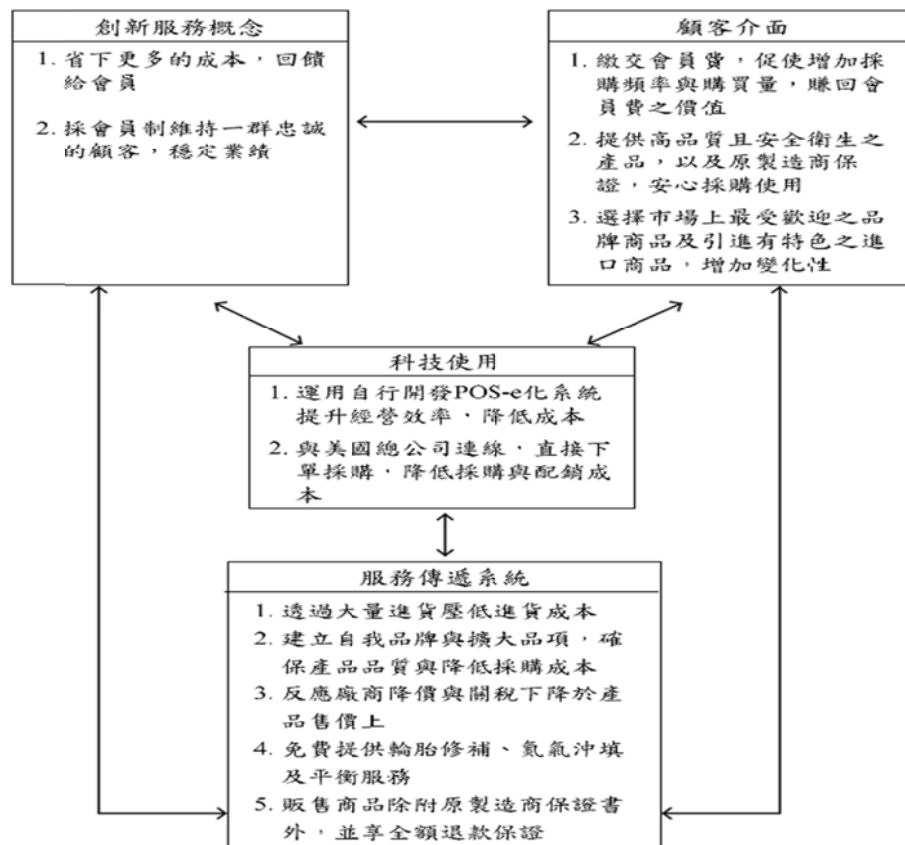 創新服務概念
1. 省下更多的成本，回饋
給會員
2. 採會員制維持一群忠誠
的顧客，穩定業績
顧客介面
1. 繳交會員費，促使增加採
購頻率與購買量，賺回會
員費之價值
2. 提供高品質且安全衛生之
產品，以及原製造商保
證，安心採購使用
3. 選擇市場上最受歡迎之品
牌商品及引進有特色之進
口商品，增加變化性
科技使用
1. 運用自行開發POS-e化系統
提升經營效率，降低成本
2. 與美國總公司連線，直接下
單採購，降低採購與配銷成
本
服務傳遞系統
1. 透過大量進貨壓低進貨成本
2. 建立自我品牌與擴大品項，確
保產品品質與降低採購成本
3. 反應廠商降價與關稅下降於產
品售價上
4. 免費提供輪胎修補、氮氣沖填
及平衡服務
5. 販售商品除附原製造商保證書
外，並享全額退款保證